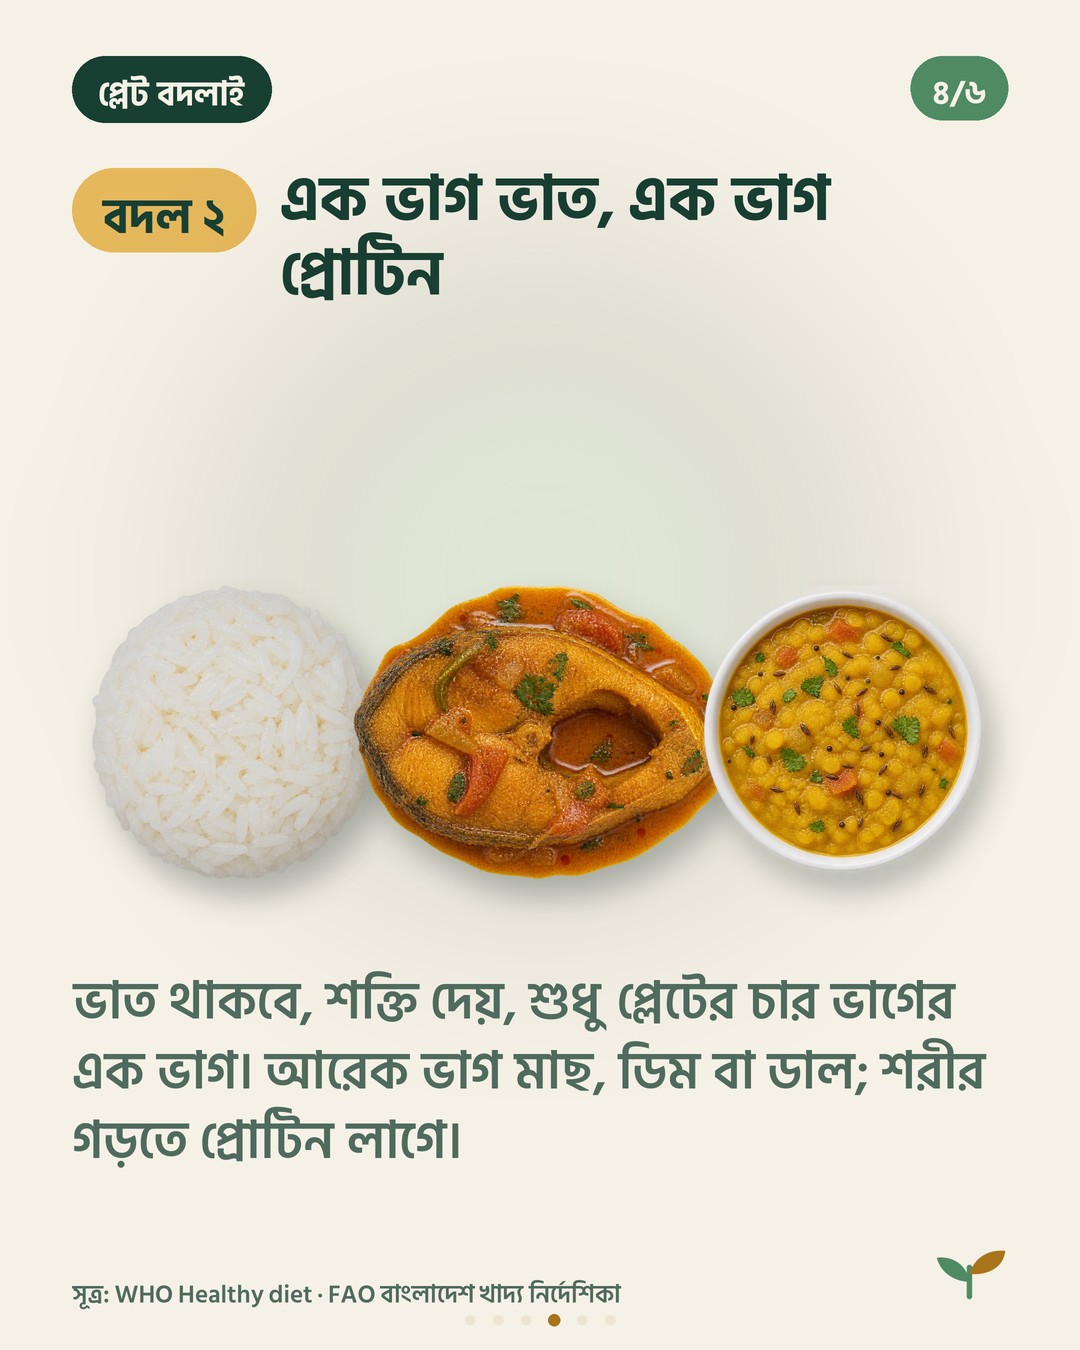 প্লেট বদলাই
৪/৬
বদল ২
এক ভাগ ভাত, এক ভাগ
প্রোটিন
ভাত থাকবে, শক্তি দেয়, শুধু প্লেটের চার ভাগের
এক ভাগ। আরেক ভাগ মাছ, ডিম বা ডাল; শরীর
গড়তে প্রোটিন লাগে।
সূত্র: WHO Healthy diet · FAO বাংলাদেশ খাদ্য নির্দেশিকা